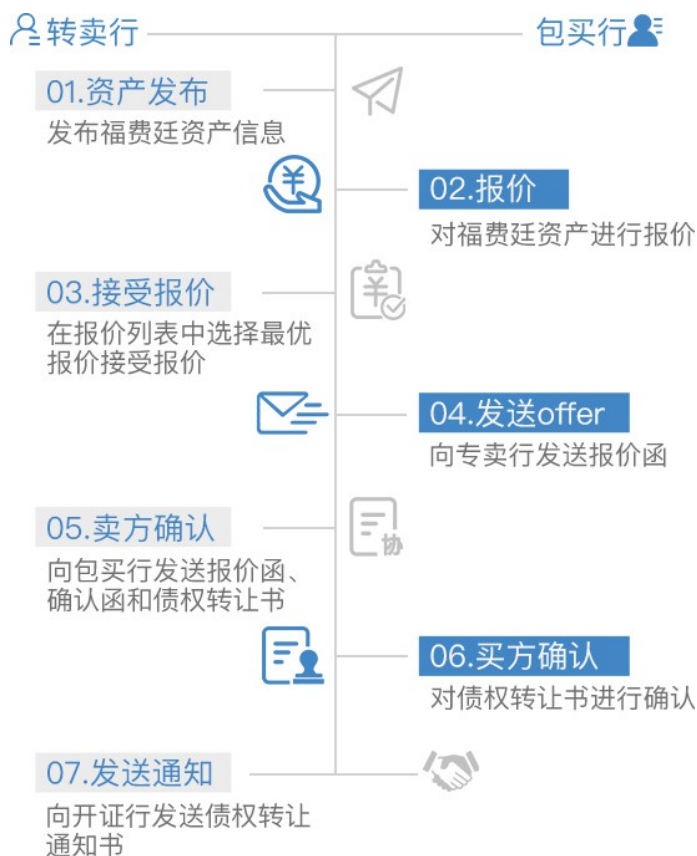 转卖行
包买行
01.资产发布
发布福费廷资产信息
02.报价
对福费廷资产进行报价
03.接受报价
在报价列表中选择最优
报价接受报价
04.发送offer
向专卖行发送报价函
05.卖方确认
协
向包买行发送报价函、
确认函和债权转让书
06.买方确认
对债权转让书进行确认
07.发送通知
向开证行发送债权转让
通知书